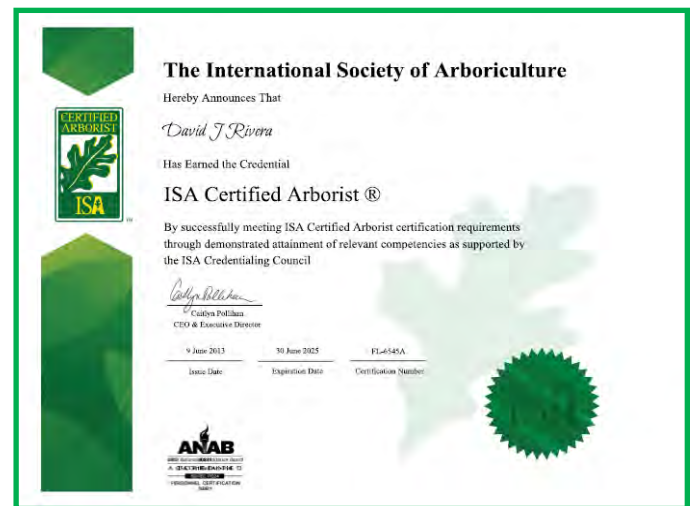 The International Society of Arboriculture
Hereby Announces That
David J Rivera
Has Earned the Credential
ISA Certified Arborist ®
By successfully meeting ISA Certified Arborist certification requirements
through demonstrated attainment of relevant competencies as supported by
the ISA Credentialing Council
Caitlyn Pollihan
Caitlyn Pollihan
CEO & Executive Director
9 June 2013 30 June 2025 FL-6545A
Issue Date Expiration Date Certification Number
CERTIFIED
ARBORIST
ISA
TM
ANAB
PERSONNEL CERTIFICATION